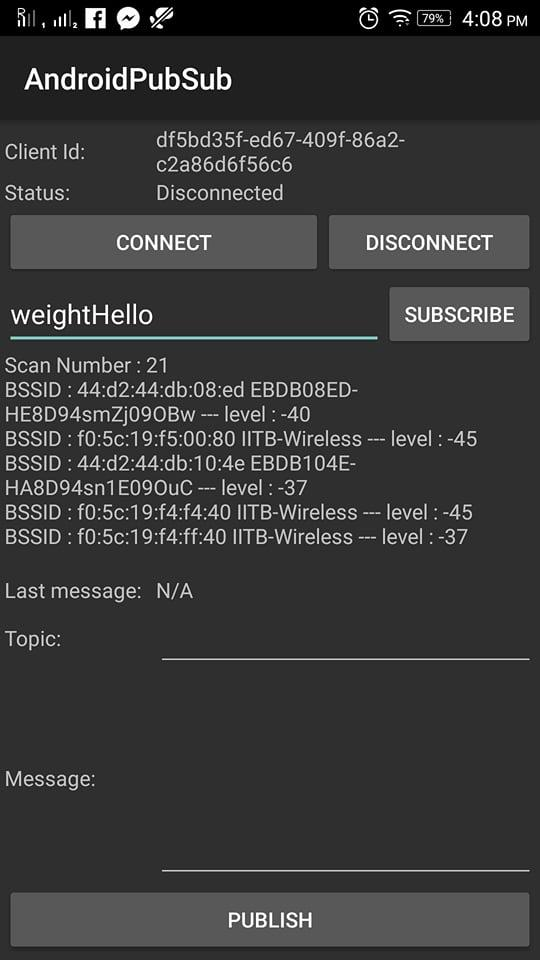 R 1 2 79% 4:08 PM
AndroidPubSub
Client Id: df5bd35f-ed67-409f-86a2-
c2a86d6f56c6
Status: Disconnected
CONNECT DISCONNECT
weightHello SUBSCRIBE
Scan Number : 21
BSSID : 44:d2:44:db:08:ed EBDB08ED-
HE8D94smZj09OBw --- level : -40
BSSID : f0:5c:19:f5:00:80 IITB-Wireless --- level : -45
BSSID : 44:d2:44:db:10:4e EBDB104E-
HA8D94sn1E09OuC --- level : -37
BSSID : f0:5c:19:f4:f4:40 IITB-Wireless --- level : -45
BSSID : f0:5c:19:f4:ff:40 IITB-Wireless --- level : -37
Last message: N/A
Topic:
Message:
PUBLISH